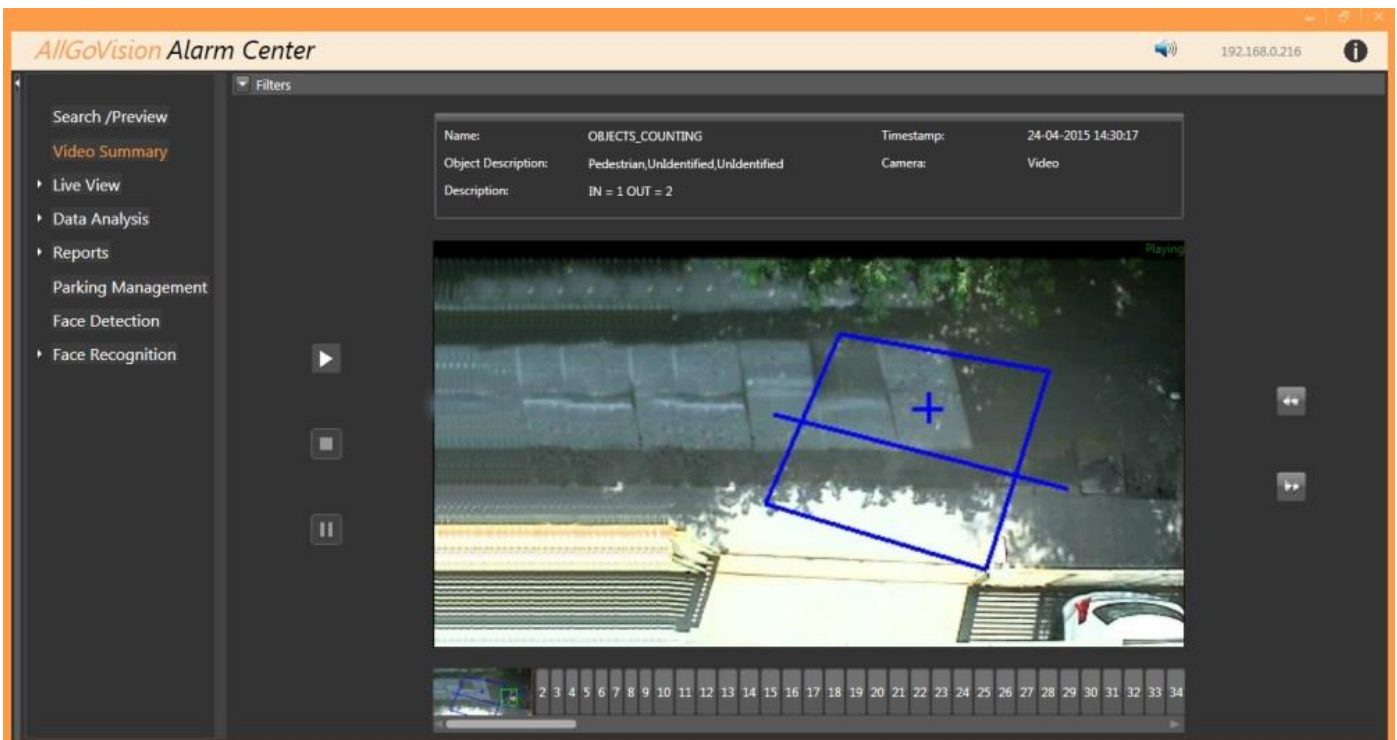 AllGoVision Alarm Center
192.168.0.216
Filters
Search /Preview
Video Summary
Live View
Data Analysis
Reports
Parking Management
Face Detection
Face Recognition
Name: OBJECTS_COUNTING Timestamp: 24-04-2015 14:30:17
Object Description: Pedestrian,UnIdentified,UnIdentified Camera: Video
Description: IN = 1 OUT = 2
Playing
2 3 4 5 6 7 8 9 10 11 12 13 14 15 16 17 18 19 20 21 22 23 24 25 26 27 28 29 30 31 32 33 34